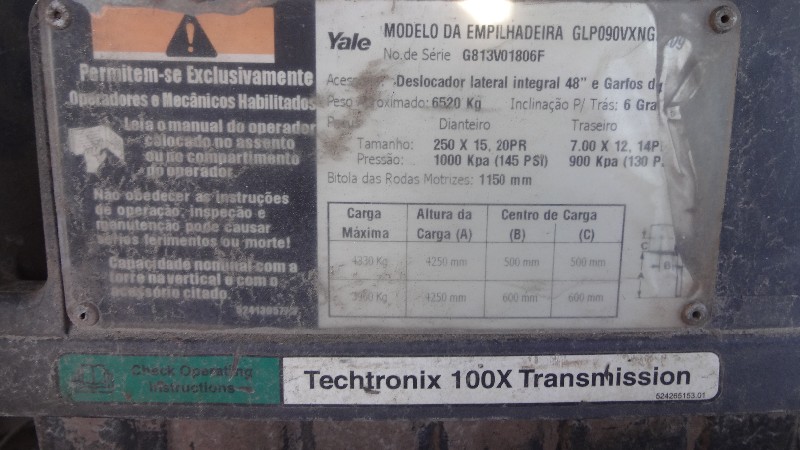 Permitem-se Exclusivamente
Operadores e Mecânicos Habilitados
Leia o manual do operador
colocado no assento
ou no compartimento
do operador.
Não obedecer as instruções
de operação, inspeção e
manutenção pode causar
sérios ferimentos ou morte!
Capacidade nominal com a
torre na vertical e com o
acessório citado.
Yale MODELO DA EMPILHADEIRA GLP090VXNG
No. de Série G813V01806F
Deslocador lateral integral 48" e Garfos
Peso Aproximado: 6520 Kg Inclinação P/ Trás: 6
Dianteiro Traseiro
Tamanho: 250 X 15, 20PR 7.00 X 12,
Pressão: 1000 Kpa (145 PSI) 900 Kpa (130
Bitola das Rodas Motrizes: 1150 mm
Carga Máxima Altura da Carga (A) Centro de Carga (B) (C)
4330 Kg 4250 mm 500 mm 500 mm
4250 mm 600 mm 600 mm
A
B
C
Check Operating
Instructions
Techtronix 100X Transmission
524265153.01